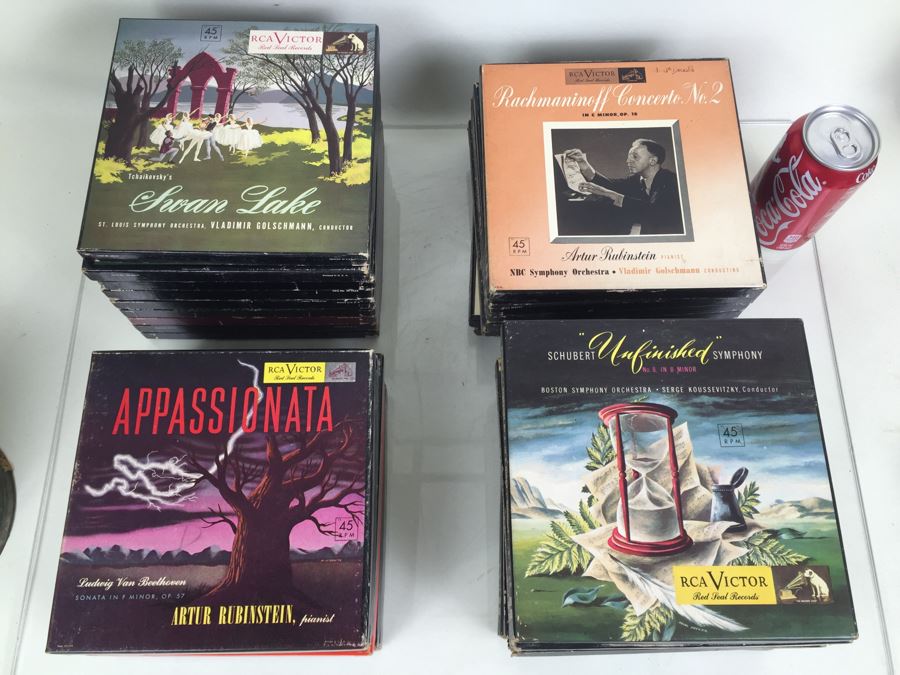 45
RPM
RCA VICTOR
Red Seal Records
Tchaikovsky's
Swan Lake
ST. LOUIS SYMPHONY ORCHESTRA, VLADIMIR GOLSCHMANN, CONDUCTOR
RCA VICTOR
Red Seal Records
Rachmaninoff Concerto No. 2
IN C MINOR, OP. 18
45
RPM
Artur Rubinstein PIANIST
NBC Symphony Orchestra • Vladimir Golschmann CONDUCTING
Coca-Cola
RCA VICTOR
Red Seal Records
APPASSIONATA
45
RPM
Ludwig Van Beethoven
SONATA IN F MINOR, OP. 57
ARTUR RUBINSTEIN, pianist
SCHUBERT "Unfinished" SYMPHONY
No. 8, IN B MINOR
BOSTON SYMPHONY ORCHESTRA • SERGE KOUSSEVITZKY, Conductor
45
RPM
RCA VICTOR
Red Seal Records